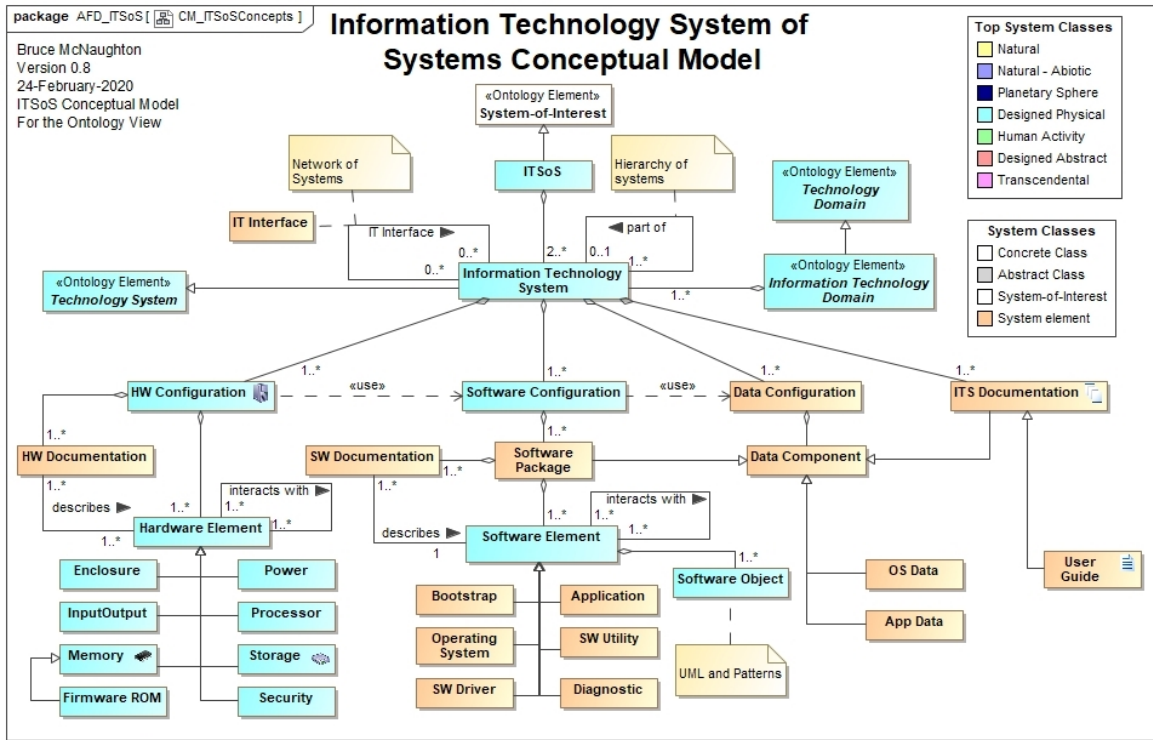 package AFD_ITSoS [ CM_ITSoSConcepts ]
Information Technology System of
Systems Conceptual Model
Bruce McNaughton
Version 0.8
24-February-2020
ITSoS Conceptual Model
For the Ontology View
Top System Classes
Natural
Natural - Abiotic
Planetary Sphere
Designed Physical
Human Activity
Designed Abstract
Transcendental
System Classes
Concrete Class
Abstract Class
System-of-Interest
System element
«Ontology Element»
System-of-Interest
Network of
Systems
ITSoS
Hierarchy of
systems
«Ontology Element»
Technology
Domain
IT Interface
IT Interface
0..*
0..*
2..*
part of
0..1
1..*
«Ontology Element»
Technology System
Information Technology
System
1..*
«Ontology Element»
Information Technology
Domain
1..*
1..*
1..*
1..*
HW Configuration
«use»
Software Configuration
«use»
Data Configuration
ITS Documentation
1..*
1..*
HW Documentation
SW Documentation
1..*
Software
Package
Data Component
1..*
1..*
describes
1..*
1..*
interacts with
1..*
1..*
Hardware Element
describes
1
1..*
interacts with
1..*
1..*
Software Element
1..*
Software Object
Enclosure
Power
InputOutput
Processor
Memory
Storage
Firmware ROM
Security
Bootstrap
Application
Operating
System
SW Utility
SW Driver
Diagnostic
UML and Patterns
OS Data
App Data
User
Guide